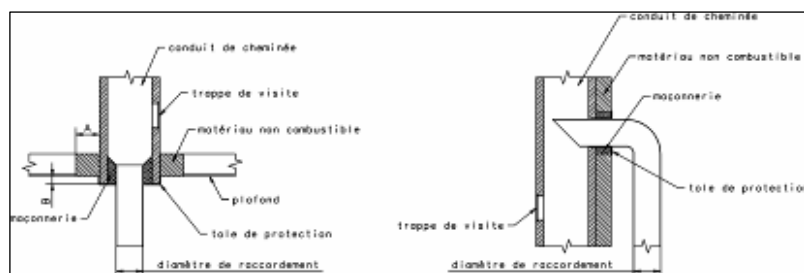 conduit de cheminée
trappe de visite
matériau non combustible
A
B
maçonnerie
plafond
tole de protection
diamètre de raccordement
conduit de cheminée
matériau non combustible
maçonnerie
tole de protection
trappe de visite
diamètre de raccordement